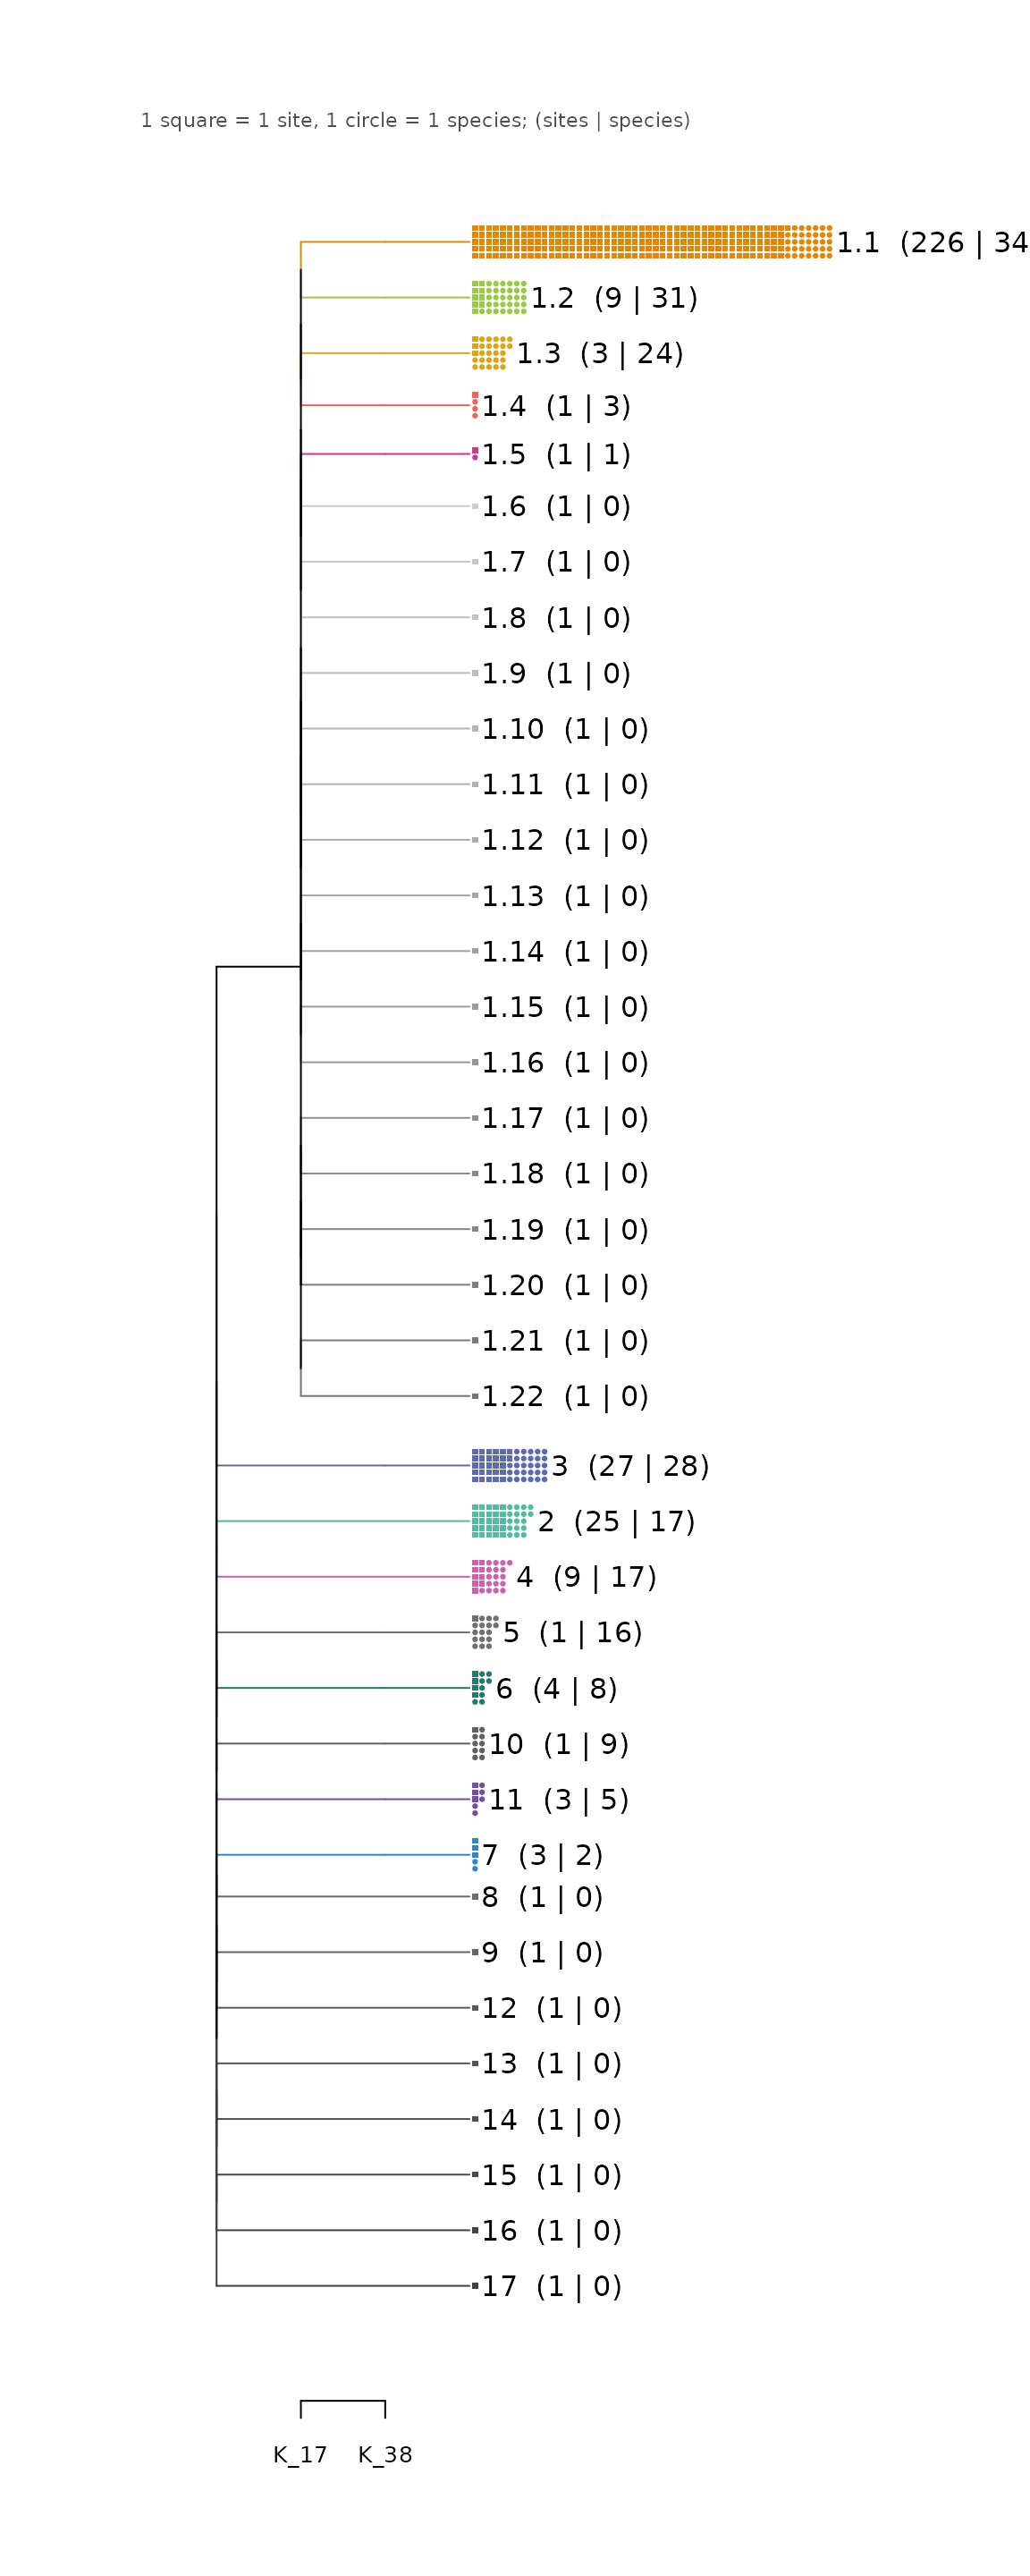 1 square = 1 site, 1 circle = 1 species; (sites | species)
1.1 (226 | 34
1.2 (9 | 31)
1.3 (3 | 24)
1.4 (1 | 3)
1.5 (1 | 1)
1.6 (1 | 0)
1.7 (1 | 0)
1.8 (1 | 0)
1.9 (1 | 0)
1.10 (1 | 0)
1.11 (1 | 0)
1.12 (1 | 0)
1.13 (1 | 0)
1.14 (1 | 0)
1.15 (1 | 0)
1.16 (1 | 0)
1.17 (1 | 0)
1.18 (1 | 0)
1.19 (1 | 0)
1.20 (1 | 0)
1.21 (1 | 0)
1.22 (1 | 0)
3 (27 | 28)
2 (25 | 17)
4 (9 | 17)
5 (1 | 16)
6 (4 | 8)
10 (1 | 9)
11 (3 | 5)
7 (3 | 2)
8 (1 | 0)
9 (1 | 0)
12 (1 | 0)
13 (1 | 0)
14 (1 | 0)
15 (1 | 0)
16 (1 | 0)
17 (1 | 0)
K_17 K_38